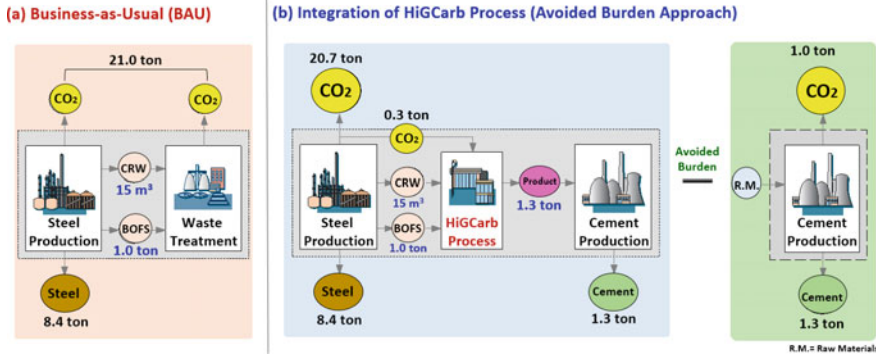 (a) Business-as-Usual (BAU)
21.0 ton
CO₂
CO₂
CRW
15 m³
BOFS
1.0 ton
Steel
Production
Waste
Treatment
Steel
8.4 ton
(b) Integration of HiGCarb Process (Avoided Burden Approach)
20.7 ton
CO₂
0.3 ton
CO₂
CRW
15 m³
BOFS
1.0 ton
Steel
Production
HiGCarb
Process
Product
1.3 ton
Cement
Production
Steel
8.4 ton
Cement
1.3 ton
Avoided
Burden
1.0 ton
CO₂
R.M.
Cement
Production
Cement
1.3 ton
R.M.= Raw Materials